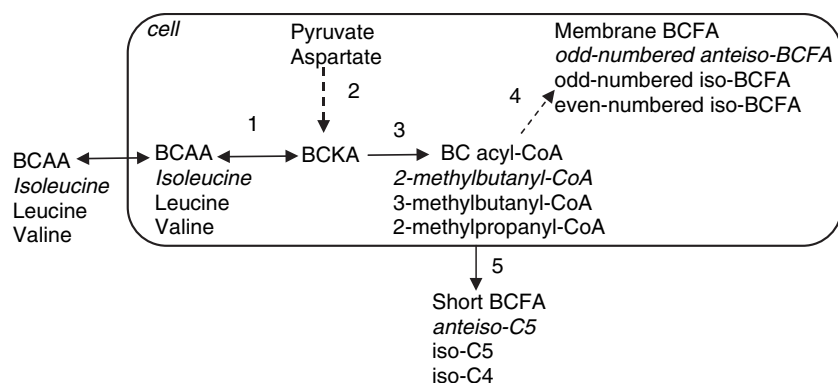 cell
Pyruvate
Aspartate
2
Membrane BCFA
odd-numbered anteiso-BCFA
odd-numbered iso-BCFA
even-numbered iso-BCFA
4
1
3
BCAA
Isoleucine
Leucine
Valine
BCAA
Isoleucine
Leucine
Valine
BCKA
BC acyl-CoA
2-methylbutanyl-CoA
3-methylbutanyl-CoA
2-methylpropanyl-CoA
5
Short BCFA
anteiso-C5
iso-C5
iso-C4